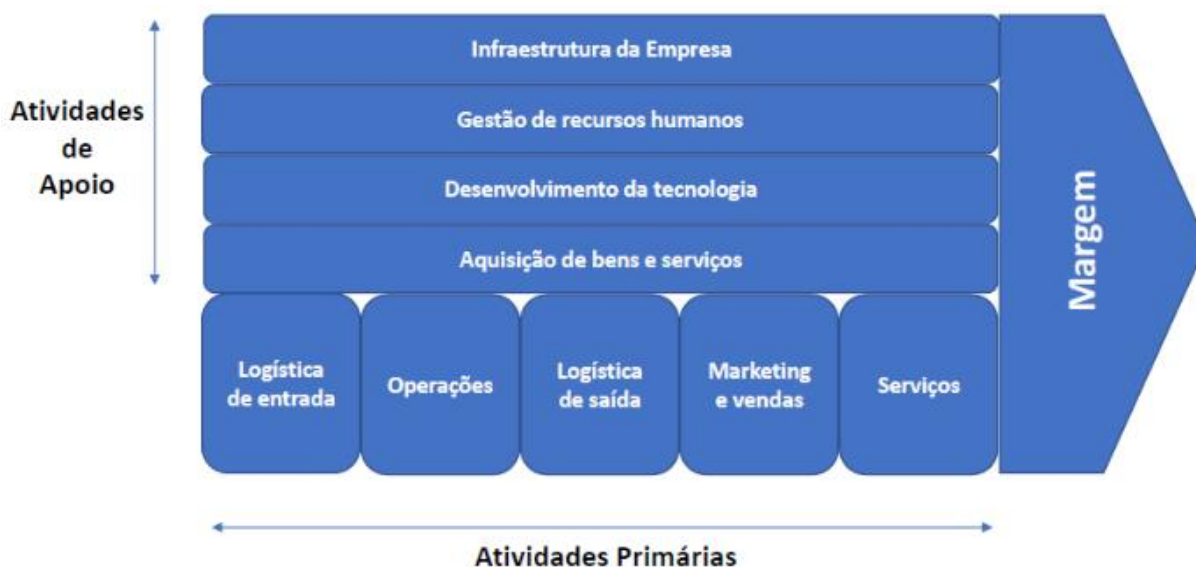 Infraestrutura da Empresa
Gestão de recursos humanos
Desenvolvimento da tecnologia
Aquisição de bens e serviços
Atividades
de
Apoio
Logística
de entrada
Operações
Logística
de saída
Marketing
e vendas
Serviços
Margem
Atividades Primárias